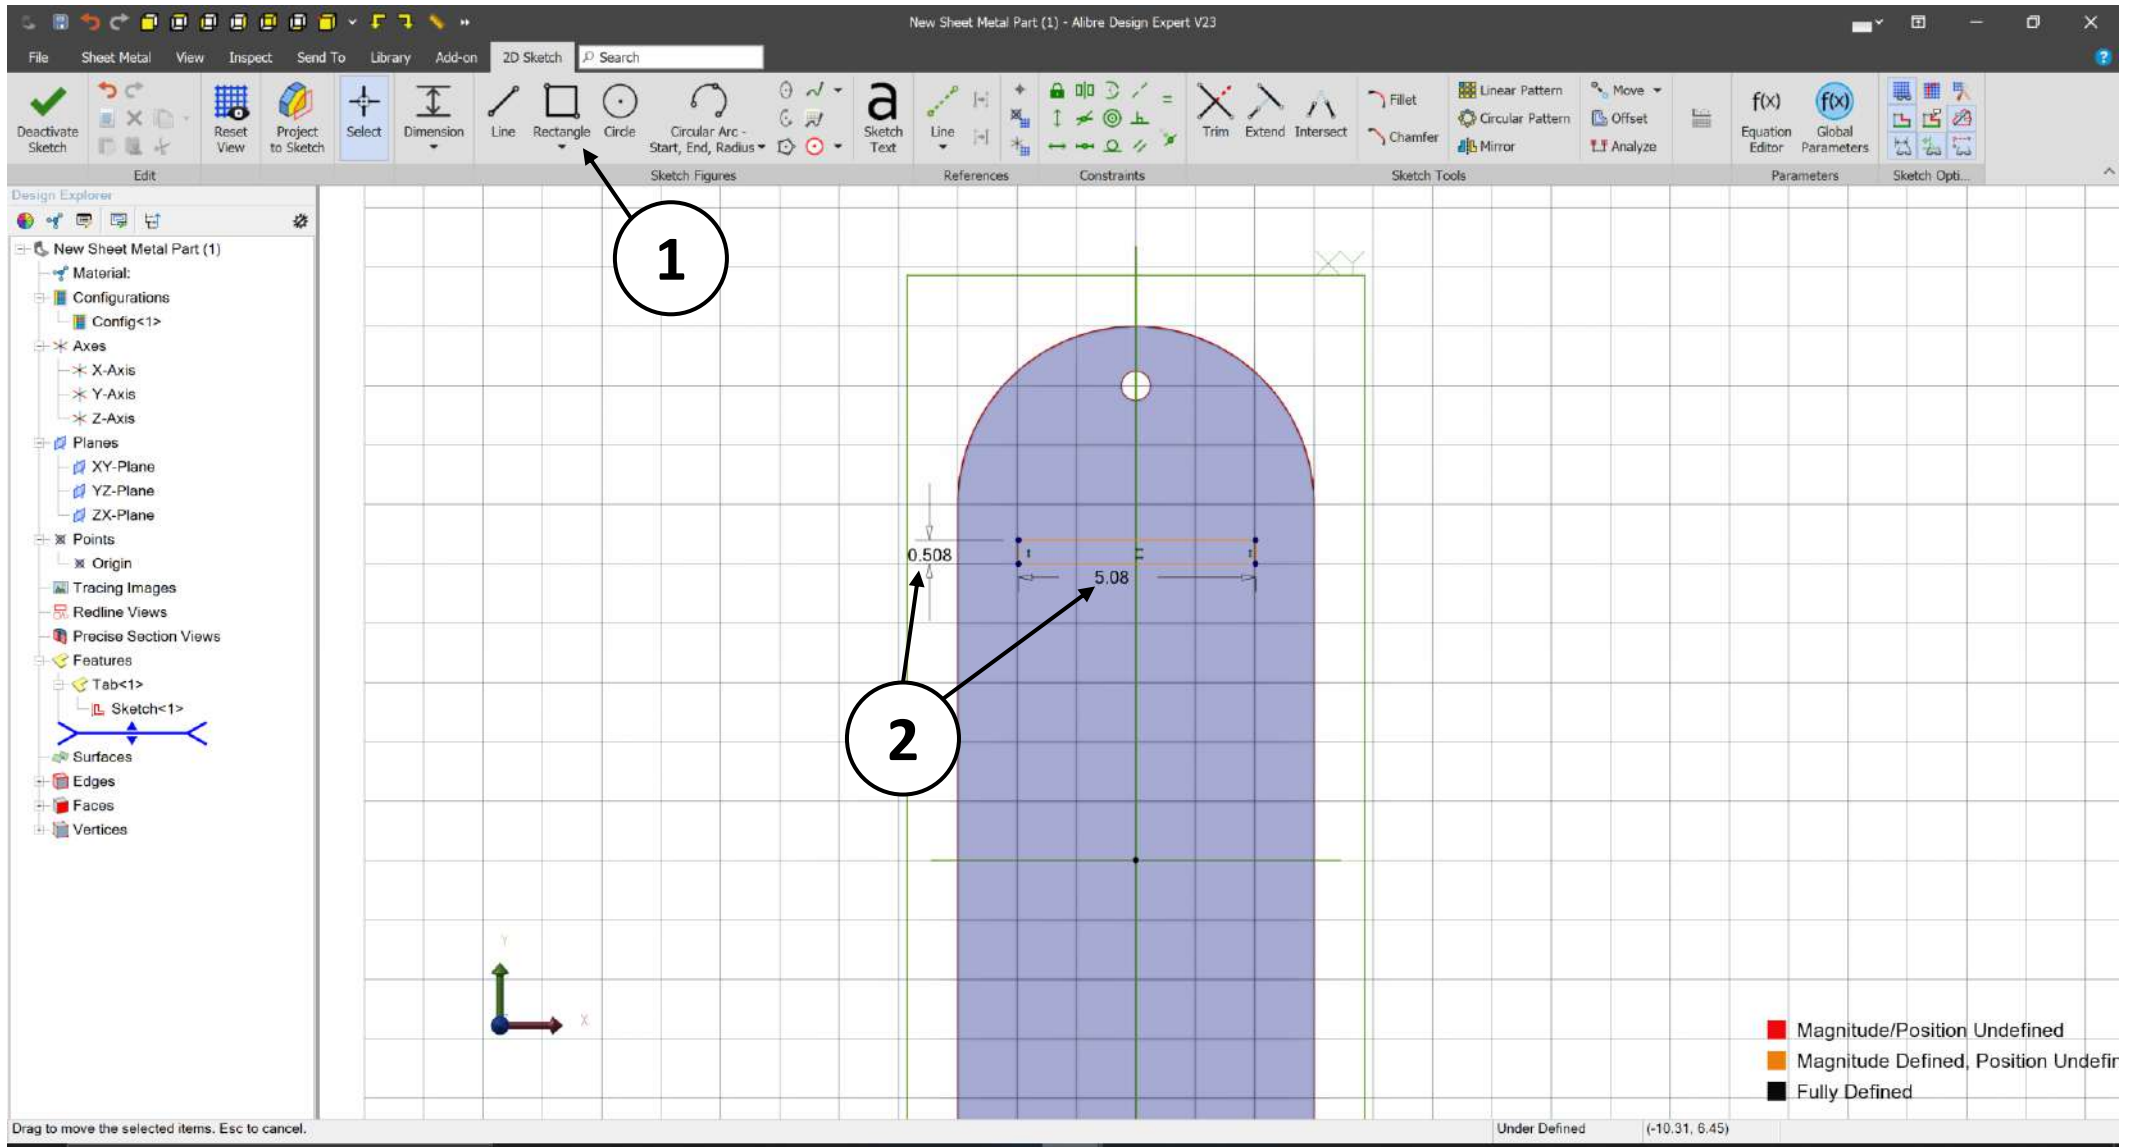 New Sheet Metal Part (1) - Alibre Design Expert V23
File Sheet Metal View Inspect Send To Library Add-on 2D Sketch Search
Deactivate Sketch
Reset View
Project to Sketch
Select
Dimension
Line
Rectangle
Circle
Circular Arc - Start, End, Radius
a
Sketch Text
Line
Trim
Extend
Intersect
Fillet
Chamfer
Linear Pattern
Circular Pattern
Mirror
Move
Offset
Analyze
f(x)
Equation Editor
f(x)
Global Parameters
Edit
Sketch Figures
References
Constraints
Sketch Tools
Parameters
Sketch Opti...
Design Explorer
New Sheet Metal Part (1)
Material:
Configurations
Config<1>
Axes
X-Axis
Y-Axis
Z-Axis
Planes
XY-Plane
YZ-Plane
ZX-Plane
Points
Origin
Tracing Images
Redline Views
Precise Section Views
Features
Tab<1>
Sketch<1>
Surfaces
Edges
Faces
Vertices
1
XY
0.508
5.08
2
Y
X
Magnitude/Position Undefined
Magnitude Defined, Position Undefin
Fully Defined
Drag to move the selected items. Esc to cancel.
Under Defined
(-10.31, 6.45)